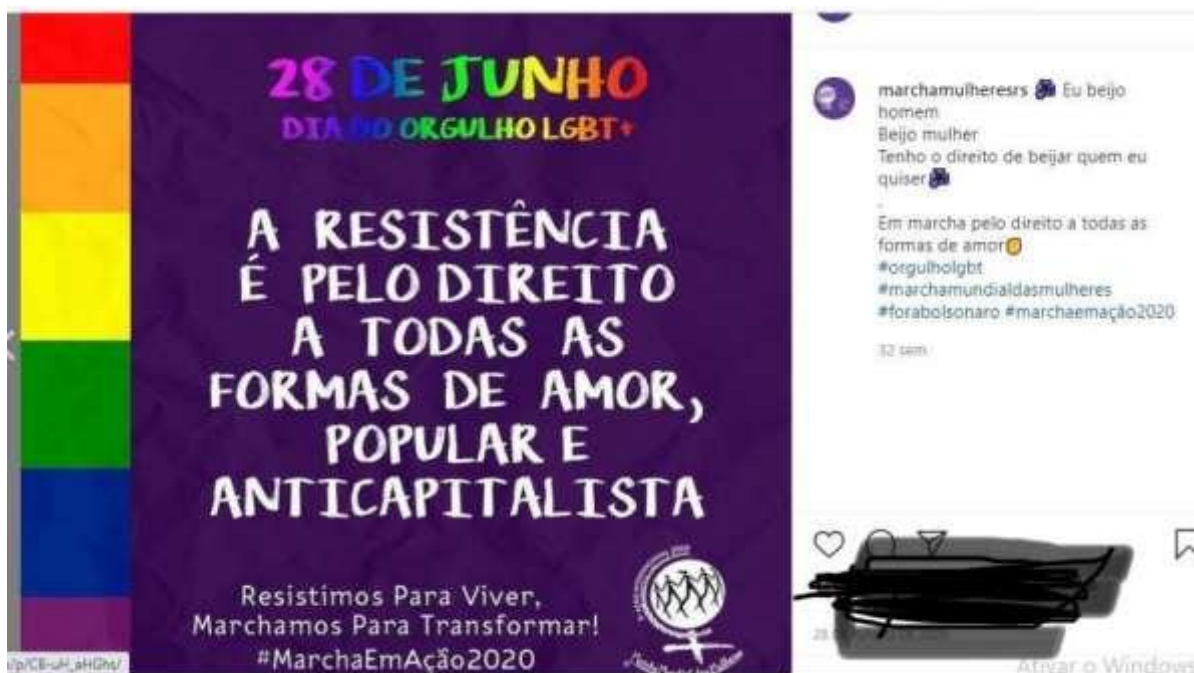 28 DE JUNHO
DIA DO ORGULHO LGBT+
A RESISTÊNCIA
É PELO DIREITO
A TODAS AS
FORMAS DE AMOR,
POPULAR E
ANTICAPITALISTA
Resistimos Para Viver,
Marchamos Para Transformar!
#MarchaEmAção2020
marchamulheresrs Eu beijo
homem
Beijo mulher
Tenho o direito de beijar quem eu
quiser
.
Em marcha pelo direito a todas as
formas de amor
#orgulholgbt
#marchamundialdasmulheres
#forabolsonaro #marchaemação2020
32 sem
Ativar o Windows